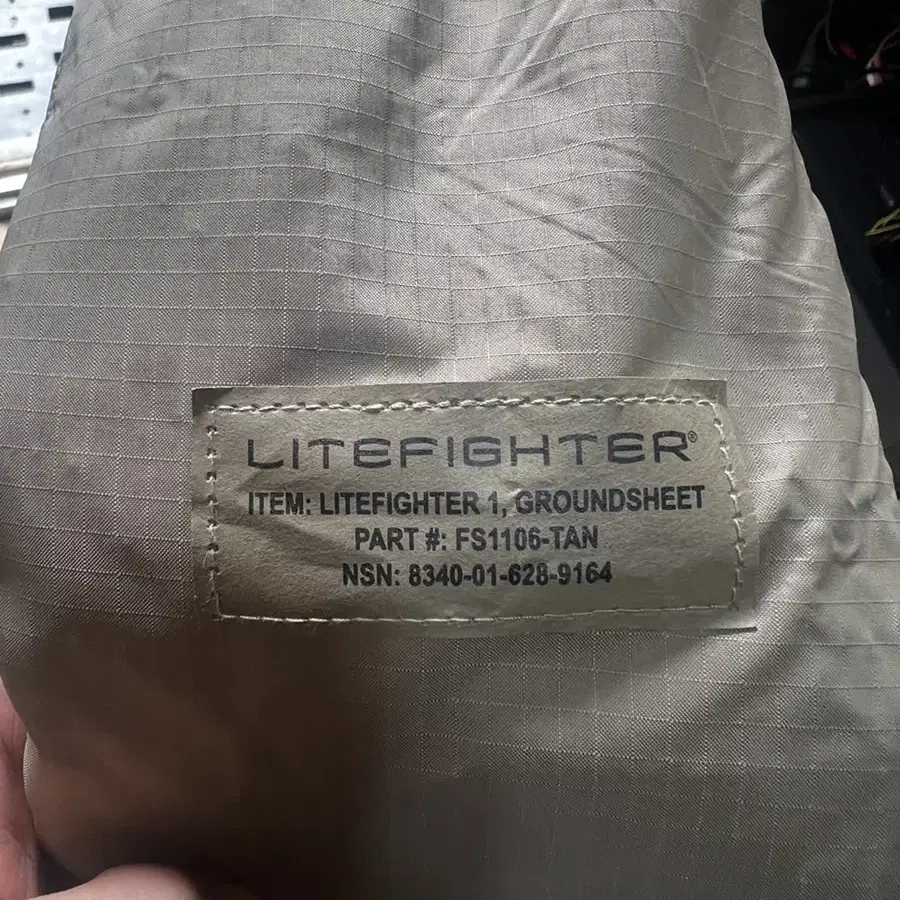 LITEFIGHTER®
ITEM: LITEFIGHTER 1, GROUNDSHEET
PART #: FS1106-TAN
NSN: 8340-01-628-9164